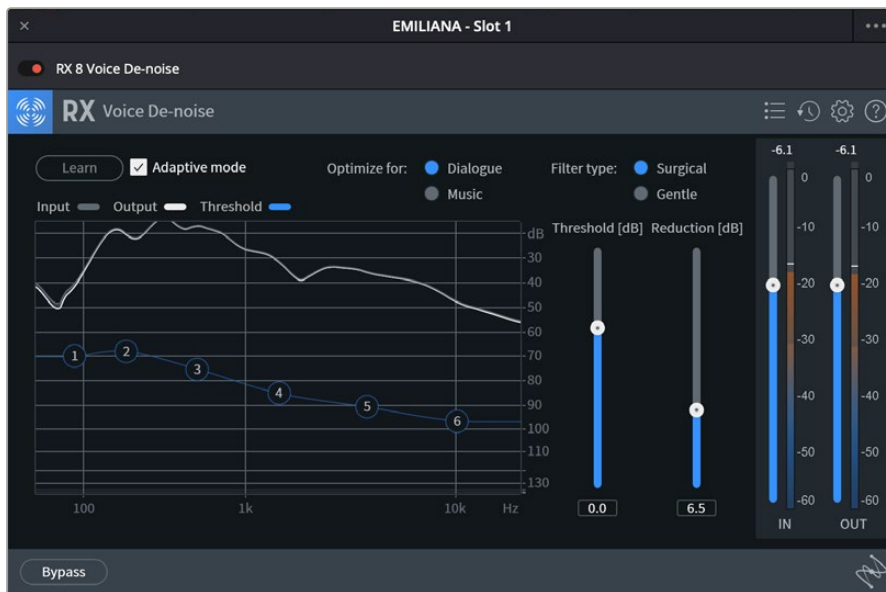 EMILIANA - Slot 1
RX 8 Voice De-noise
RX Voice De-noise
Learn Adaptive mode Optimize for: Dialogue Filter type: Surgical
Music Gentle
Input Output Threshold
Threshold [dB] Reduction [dB]
dB
30
40
50
60
70
80
90
100
110
130
1 2 3 4 5 6
100 1k 10k Hz
0.0 6.5
-6.1 -6.1
0 0
-10 -10
-20 -20
-30 -30
-40 -40
-50 -50
-60 -60
IN OUT
Bypass